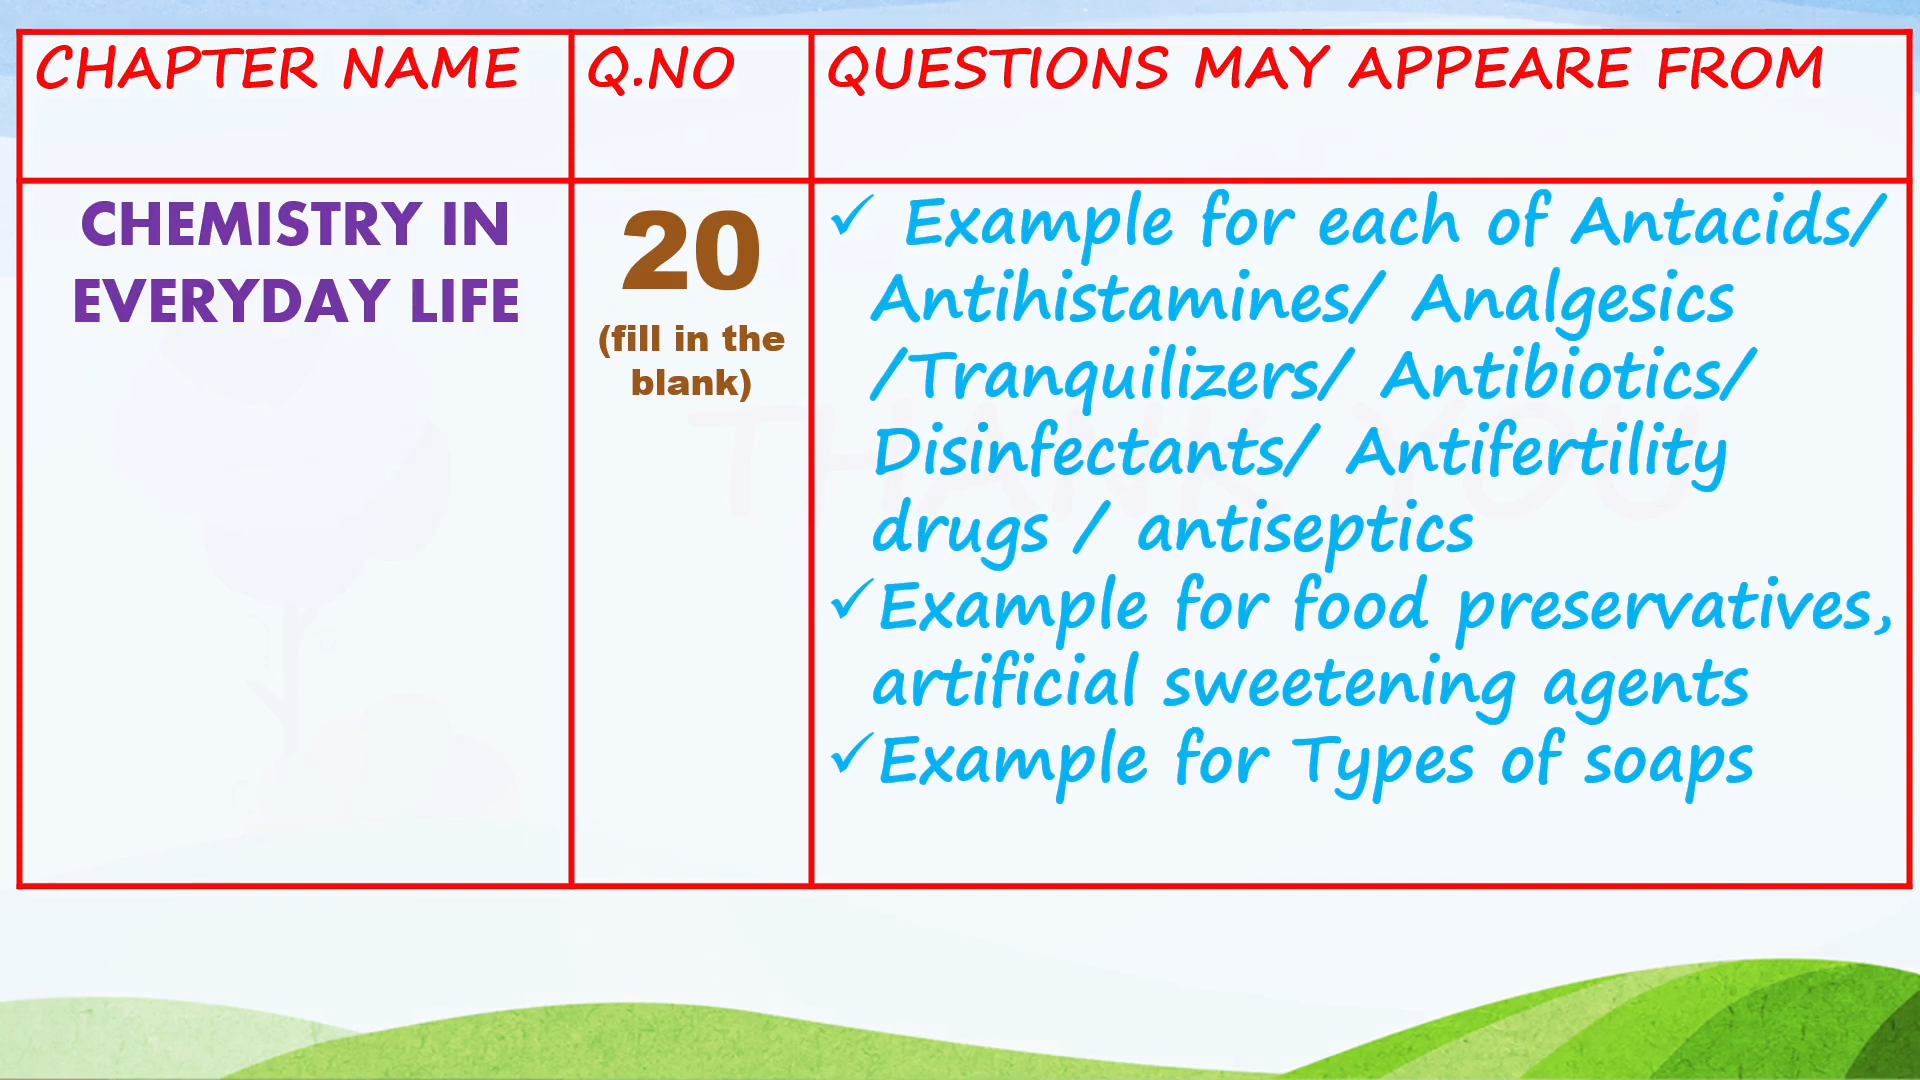 CHAPTER NAME
Q.NO
QUESTIONS MAY APPEARE FROM
CHEMISTRY IN
EVERYDAY LIFE
20
(fill in the
blank)
✓ Example for each of Antacids/
Antihistamines/ Analgesics
/Tranquilizers/ Antibiotics/
Disinfectants/ Antifertility
drugs / antiseptics
✓Example for food preservatives,
artificial sweetening agents
✓Example for Types of soaps
THANK YOU